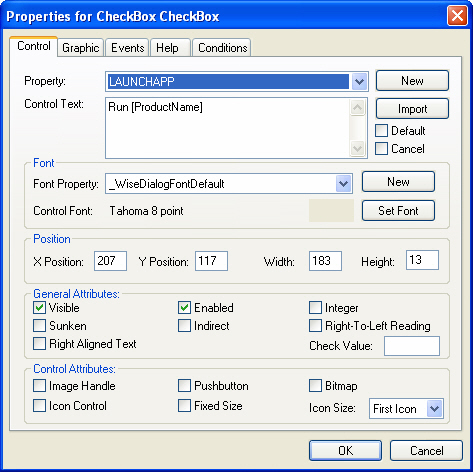 Properties for CheckBox CheckBox
Control Graphic Events Help Conditions
Property: LAUNCHAPP New
Control Text: Run [ProductName] Import
Default
Cancel
Font
Font Property: _WiseDialogFontDefault New
Control Font: Tahoma 8 point Set Font
Position
X Position: 207 Y Position: 117 Width: 183 Height: 13
General Attributes:
Visible Enabled Integer
Sunken Indirect Right-To-Left Reading
Right Aligned Text Check Value:
Control Attributes:
Image Handle Pushbutton Bitmap
Icon Control Fixed Size Icon Size: First Icon
OK Cancel